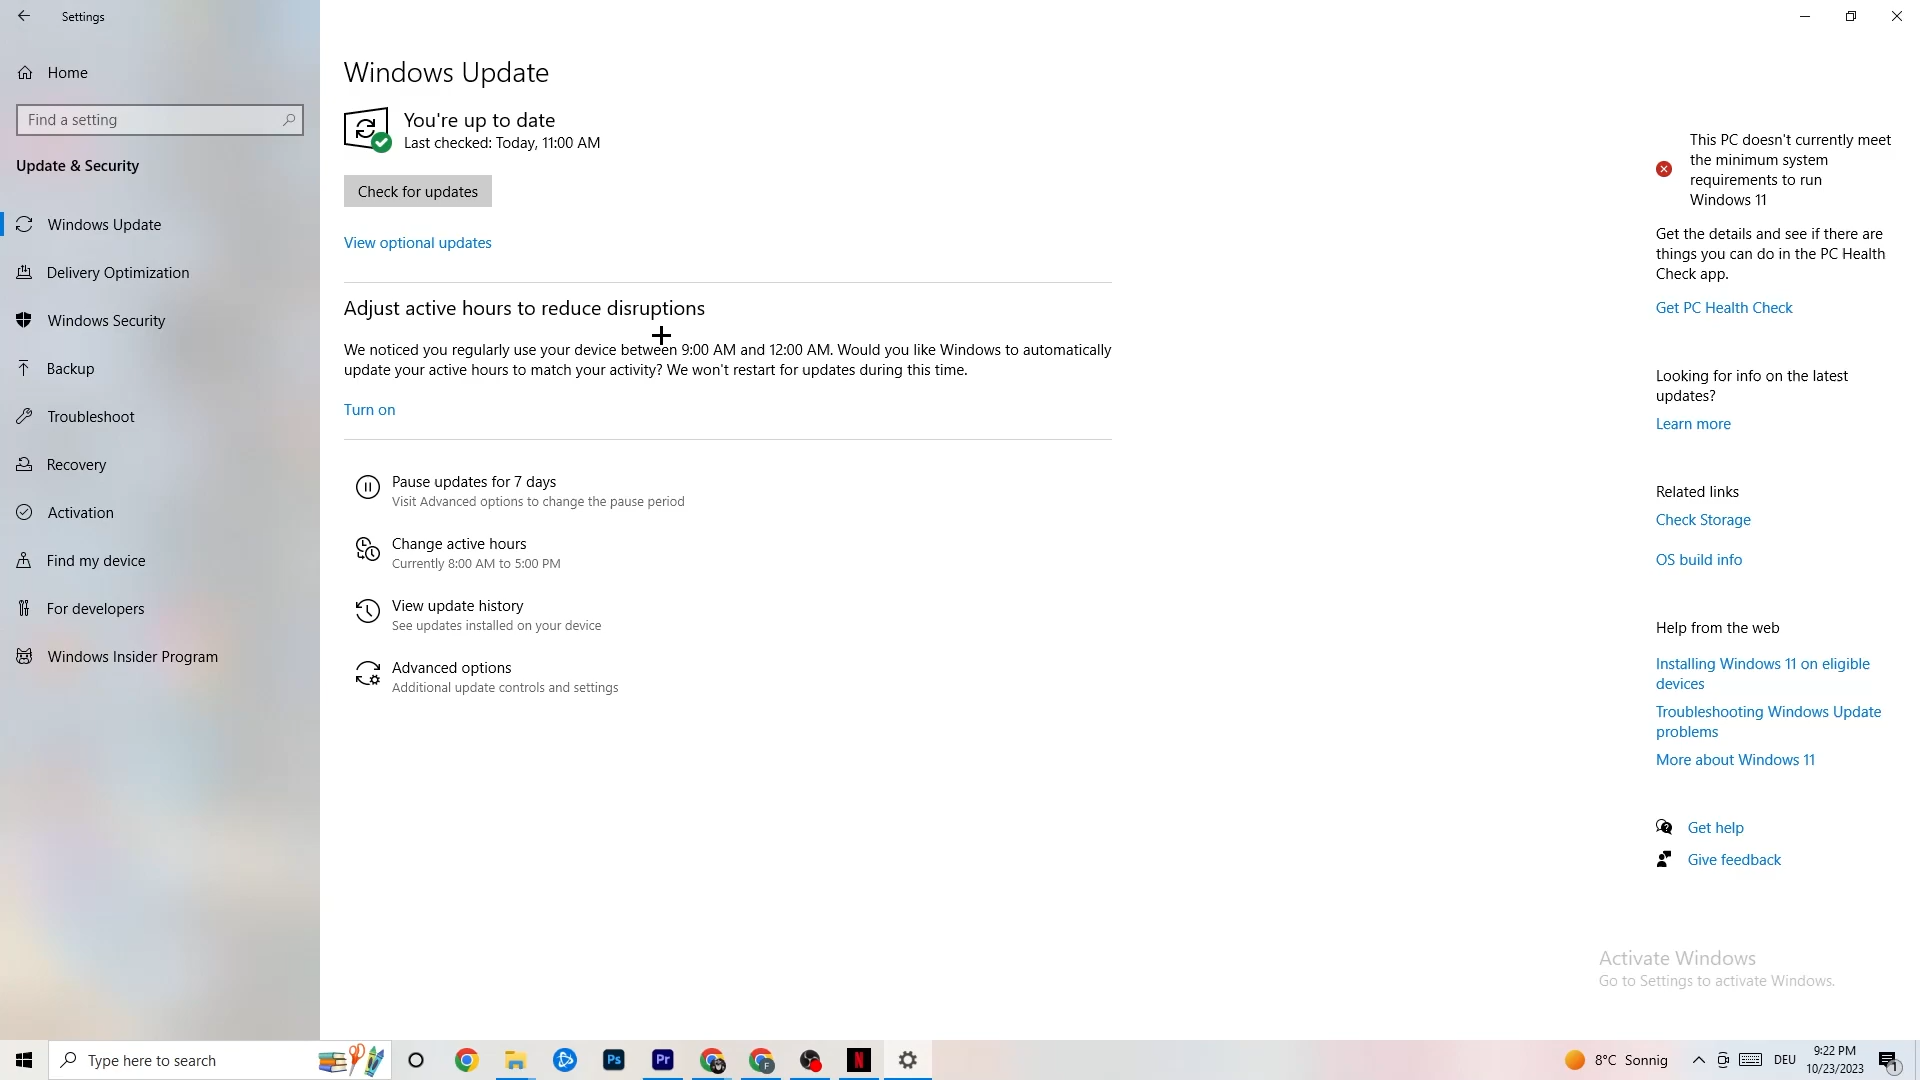 Settings
Home
Find a setting
Update & Security
Windows Update
Delivery Optimization
Windows Security
Backup
Troubleshoot
Recovery
Activation
Find my device
For developers
Windows Insider Program
Windows Update
You're up to date
Last checked: Today, 11:00 AM
Check for updates
View optional updates
Adjust active hours to reduce disruptions
We noticed you regularly use your device between 9:00 AM and 12:00 AM. Would you like Windows to automatically
update your active hours to match your activity? We won't restart for updates during this time.
Turn on
Pause updates for 7 days
Visit Advanced options to change the pause period
Change active hours
Currently 8:00 AM to 5:00 PM
View update history
See updates installed on your device
Advanced options
Additional update controls and settings
This PC doesn't currently meet
the minimum system
requirements to run
Windows 11
Get the details and see if there are
things you can do in the PC Health
Check app.
Get PC Health Check
Looking for info on the latest
updates?
Learn more
Related links
Check Storage
OS build info
Help from the web
Installing Windows 11 on eligible
devices
Troubleshooting Windows Update
problems
More about Windows 11
Get help
Give feedback
Activate Windows
Go to Settings to activate Windows.
Type here to search
Ps
Pr
F
N
8°C Sonnig
DEU
9:22 PM
10/23/2023
1